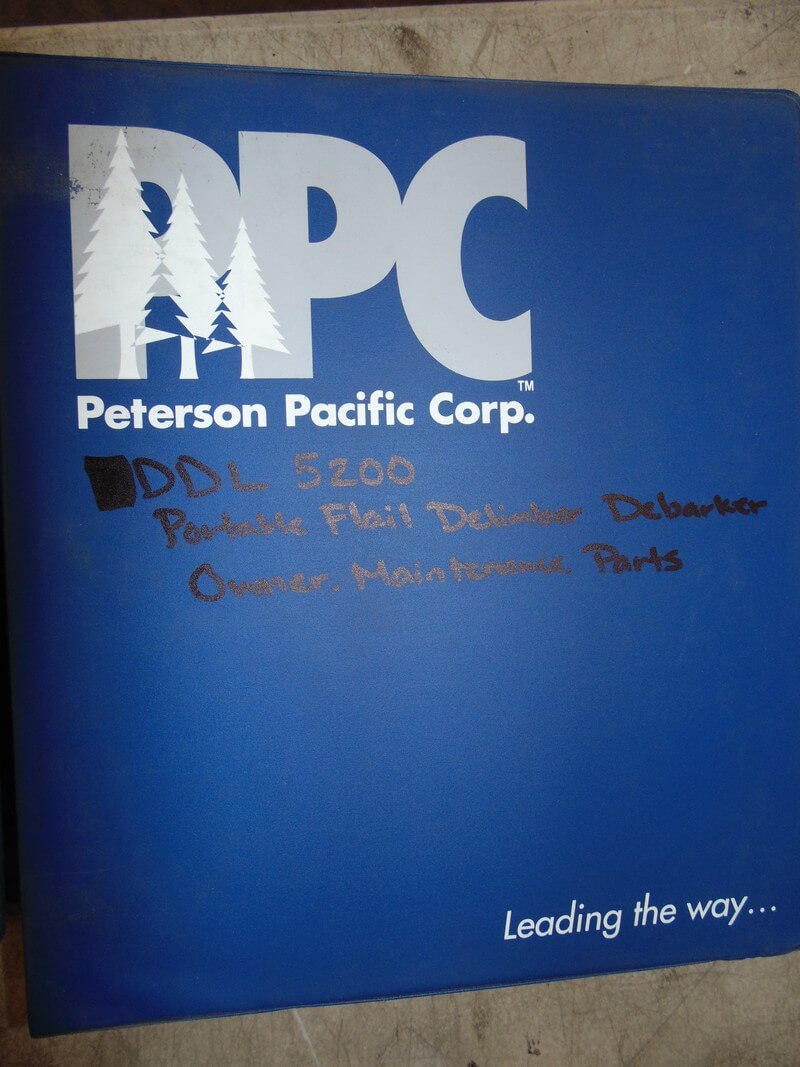 PPC
TM
Peterson Pacific Corp.
DDL 5200
Portable Flail Delimber Debarker
Owner. Maintenance. Parts
Leading the way...